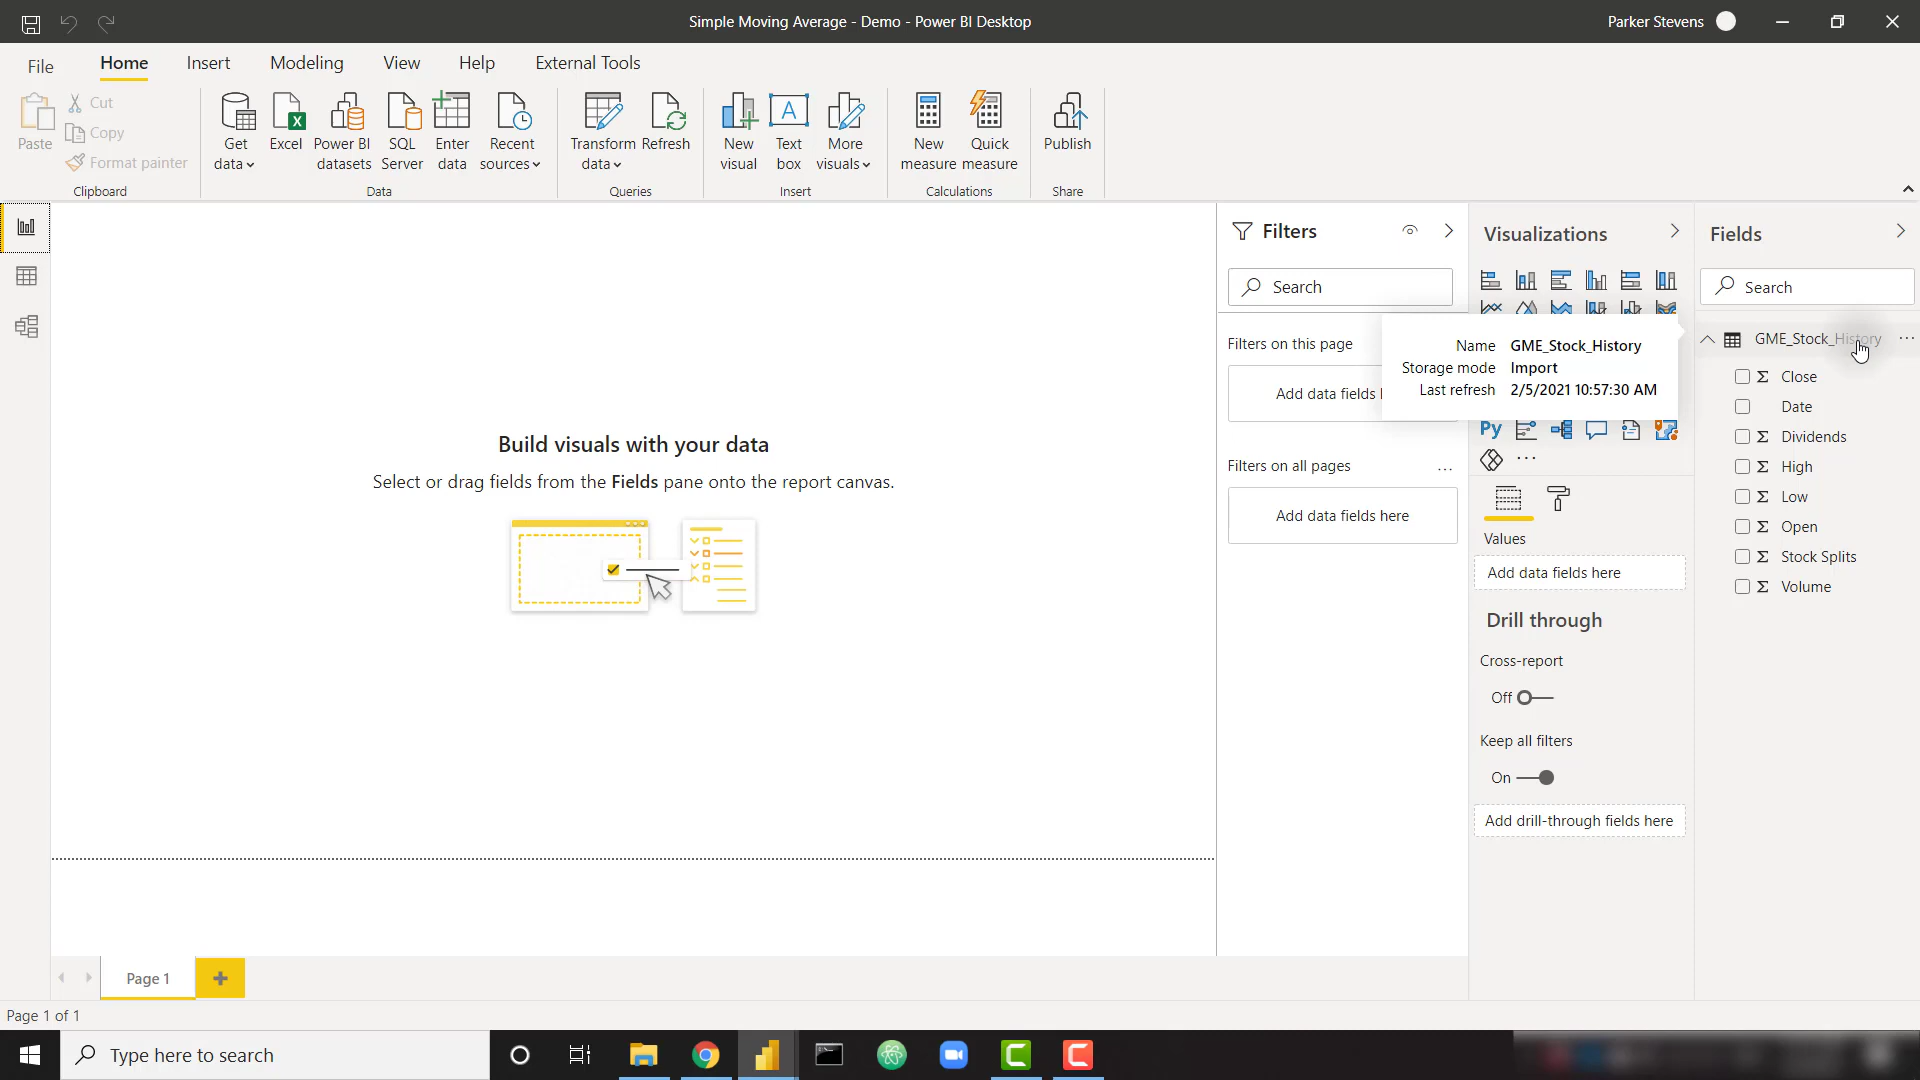 Simple Moving Average - Demo - Power BI Desktop
Parker Stevens
File
Home
Insert
Modeling
View
Help
External Tools
Paste
Cut
Copy
Format painter
Clipboard
Get data
Excel
Power BI datasets
SQL Server
Enter data
Recent sources
Data
Transform data
Refresh
Queries
New visual
Text box
More visuals
Insert
New measure
Quick measure
Calculations
Publish
Share
Build visuals with your data
Select or drag fields from the Fields pane onto the report canvas.
Filters
Search
Filters on this page
Add data fields
Filters on all pages
...
Add data fields here
Visualizations
Name GME_Stock_History
Storage mode Import
Last refresh 2/5/2021 10:57:30 AM
Py
Values
Add data fields here
Drill through
Cross-report
Off
Keep all filters
On
Add drill-through fields here
Fields
Search
GME_Stock_History
Σ Close
Date
Σ Dividends
Σ High
Σ Low
Σ Open
Σ Stock Splits
Σ Volume
Page 1
Page 1 of 1
Type here to search